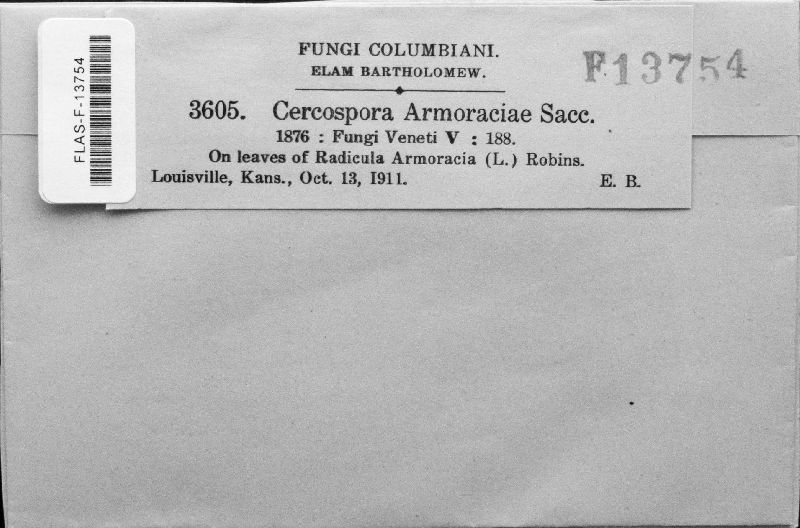 FLAS-F-13754
FUNGI COLUMBIANI.
ELAM BARTHOLOMEW.
F13754
3605. Cercospora Armoraciae Sacc.
1876 : Fungi Veneti V : 188.
On leaves of Radicula Armoracia (L.) Robins.
Louisville, Kans., Oct. 13, 1911. E. B.